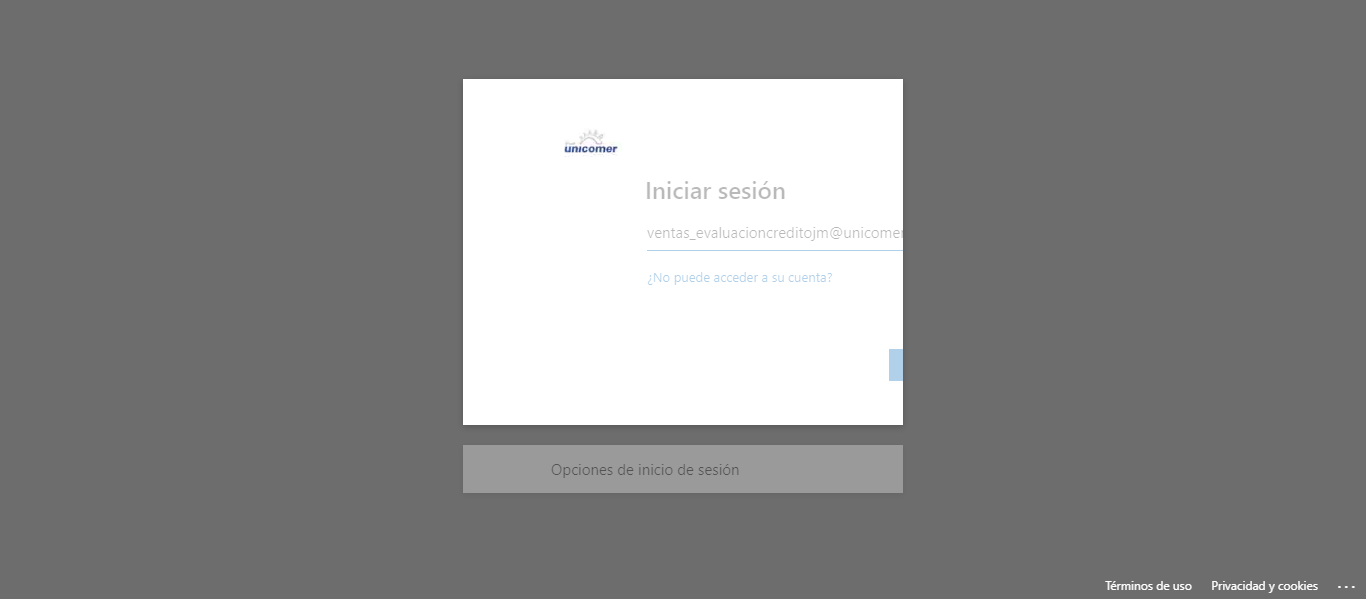 unicomer
Iniciar sesión
ventas_evaluacioncreditojm@unicomer
¿No puede acceder a su cuenta?
Opciones de inicio de sesión
Términos de uso Privacidad y cookies ...